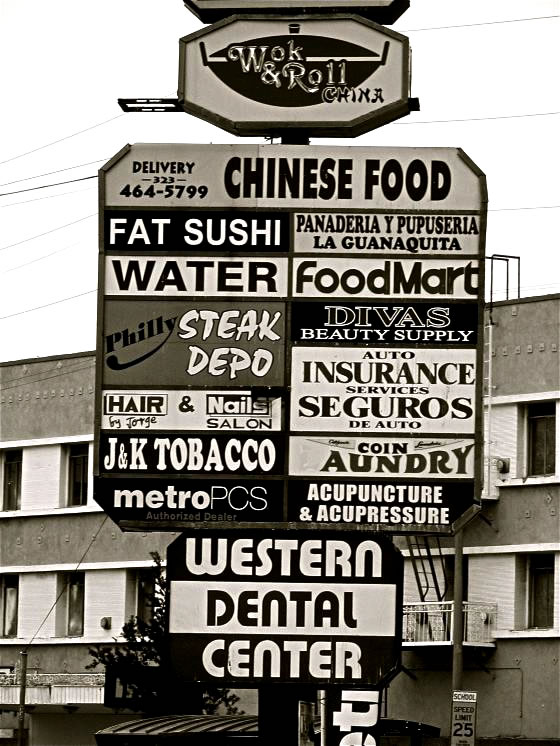 Wok
&Roll
CHINA
DELIVERY
-323-
464-5799
CHINESE FOOD
FAT SUSHI
PANADERIA Y PUPUSERIA
LA GUANAQUITA
WATER
FoodMart
Philly STEAK
DEPO
DIVAS
BEAUTY SUPPLY
AUTO
INSURANCE
SERVICES
SEGUROS
DE AUTO
HAIR & Nails
by Jorge SALON
J&K TOBACCO
COIN
AUNDRY
metroPCS
Authorized Dealer
ACUPUNCTURE
& ACUPRESSURE
WESTERN
DENTAL
CENTER
SCHOOL
SPEED
LIMIT
25